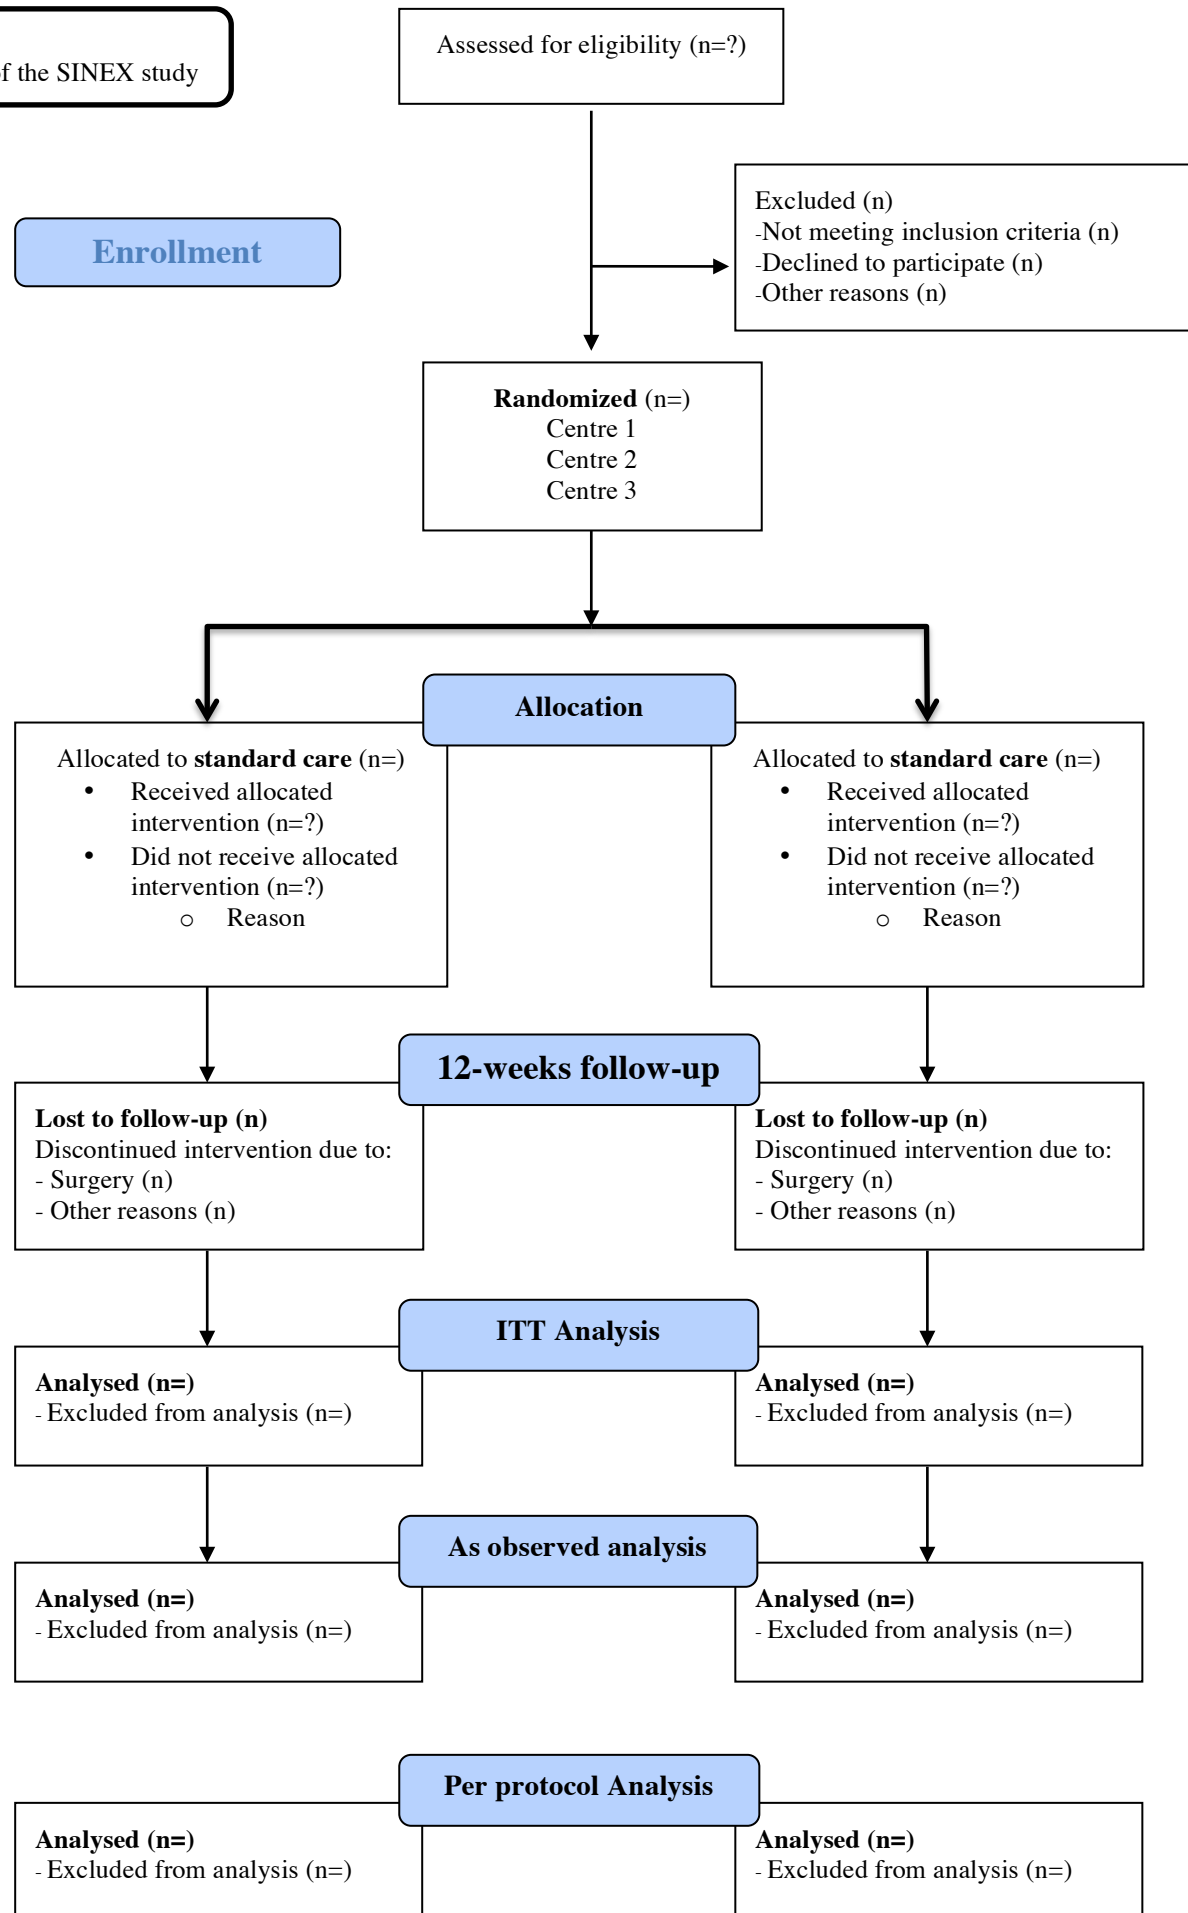 of the SINEX study
Assessed for eligibility (n=?)
Excluded (n)
-Not meeting inclusion criteria (n)
-Declined to participate (n)
-Other reasons (n)
Enrollment
Randomized (n=)
Centre 1
Centre 2
Centre 3
Allocation
Allocated to standard care (n=)
• Received allocated
intervention (n=?)
• Did not receive allocated
intervention (n=?)
o Reason
Allocated to standard care (n=)
• Received allocated
intervention (n=?)
• Did not receive allocated
intervention (n=?)
o Reason
12-weeks follow-up
Lost to follow-up (n)
Discontinued intervention due to:
- Surgery (n)
- Other reasons (n)
Lost to follow-up (n)
Discontinued intervention due to:
- Surgery (n)
- Other reasons (n)
ITT Analysis
Analysed (n=)
- Excluded from analysis (n=)
Analysed (n=)
- Excluded from analysis (n=)
As observed analysis
Analysed (n=)
- Excluded from analysis (n=)
Analysed (n=)
- Excluded from analysis (n=)
Per protocol Analysis
Analysed (n=)
- Excluded from analysis (n=)
Analysed (n=)
- Excluded from analysis (n=)